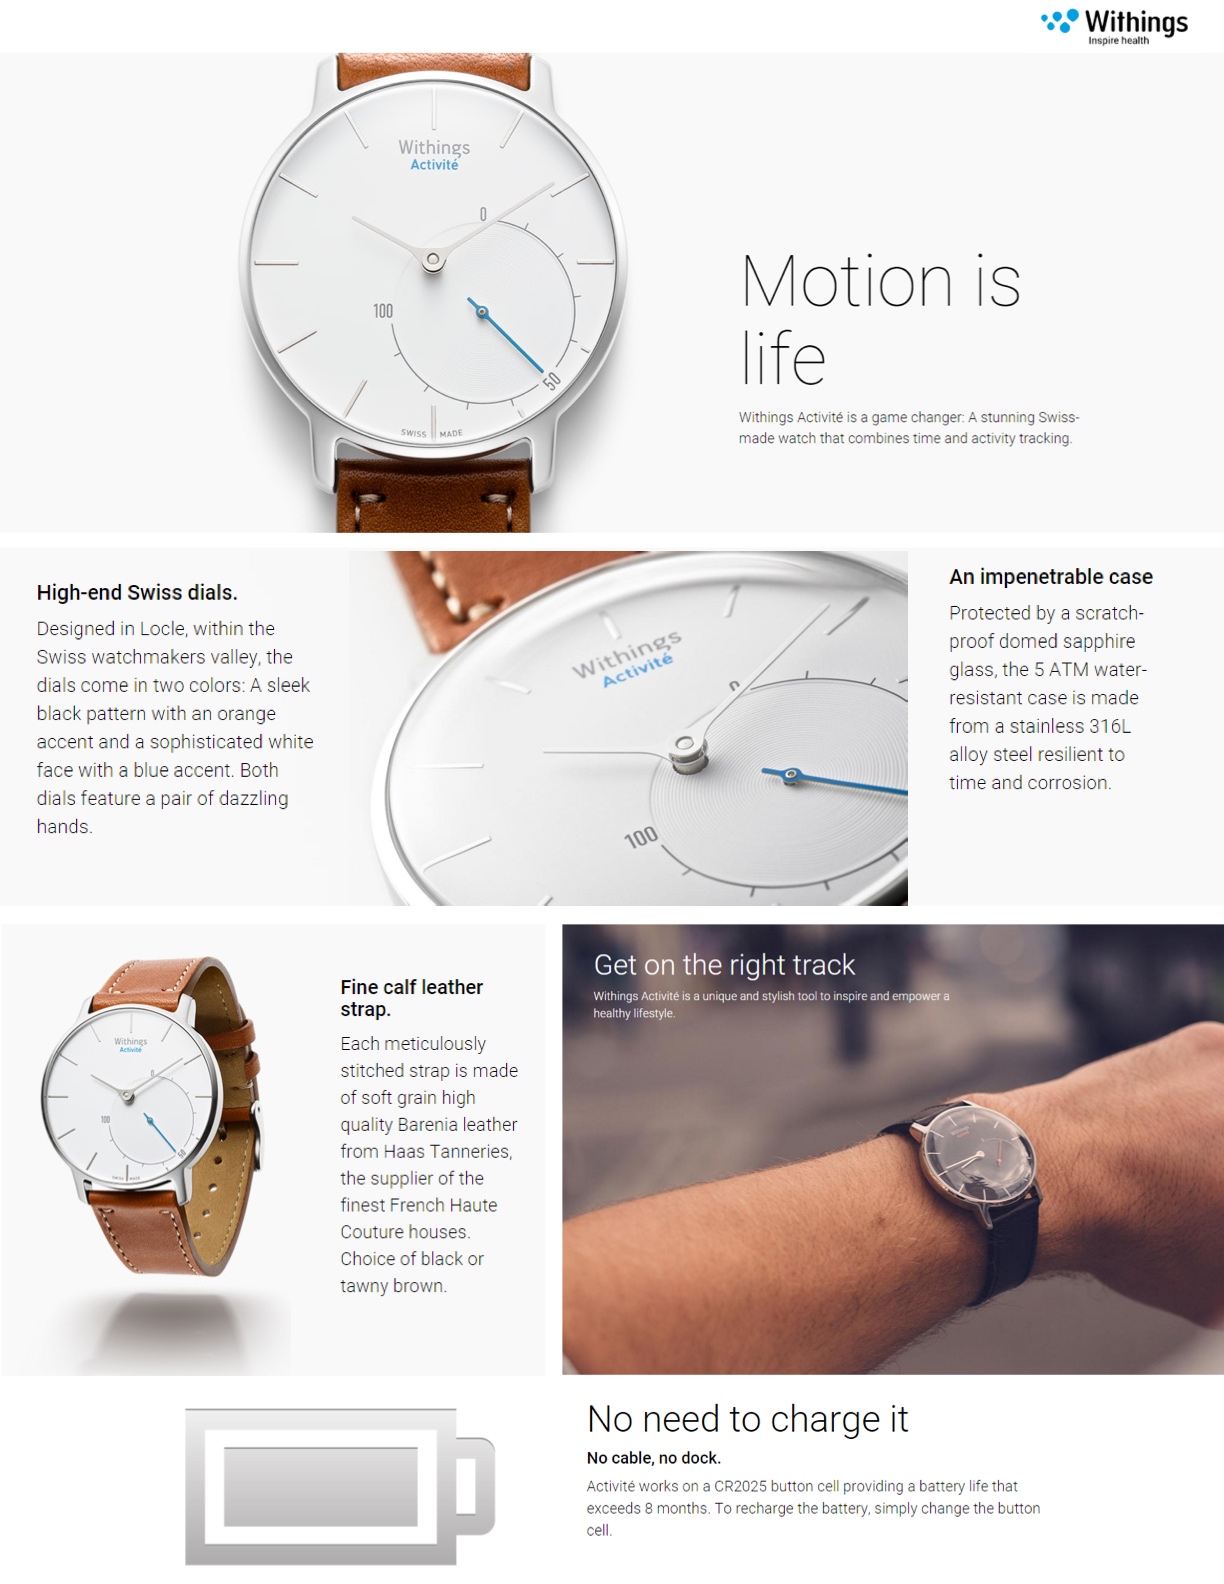 Withings
Inspire health
Withings
Activité
0
100
50
SWISS MADE
Motion is
life
Withings Activité is a game changer: A stunning Swiss-
made watch that combines time and activity tracking.
High-end Swiss dials.
Designed in Locle, within the
Swiss watchmakers valley, the
dials come in two colors: A sleek
black pattern with an orange
accent and a sophisticated white
face with a blue accent. Both
dials feature a pair of dazzling
hands.
Withings
Activité
100
An impenetrable case
Protected by a scratch-
proof domed sapphire
glass, the 5 ATM water-
resistant case is made
from a stainless 316L
alloy steel resilient to
time and corrosion.
Withings
Activité
0
100
50
SWISS MADE
Fine calf leather
strap.
Each meticulously
stitched strap is made
of soft grain high
quality Barenia leather
from Haas Tanneries,
the supplier of the
finest French Haute
Couture houses.
Choice of black or
tawny brown.
Get on the right track
Withings Activité is a unique and stylish tool to inspire and empower a
healthy lifestyle.
No need to charge it
No cable, no dock.
Activité works on a CR2025 button cell providing a battery life that
exceeds 8 months. To recharge the battery, simply change the button
cell.